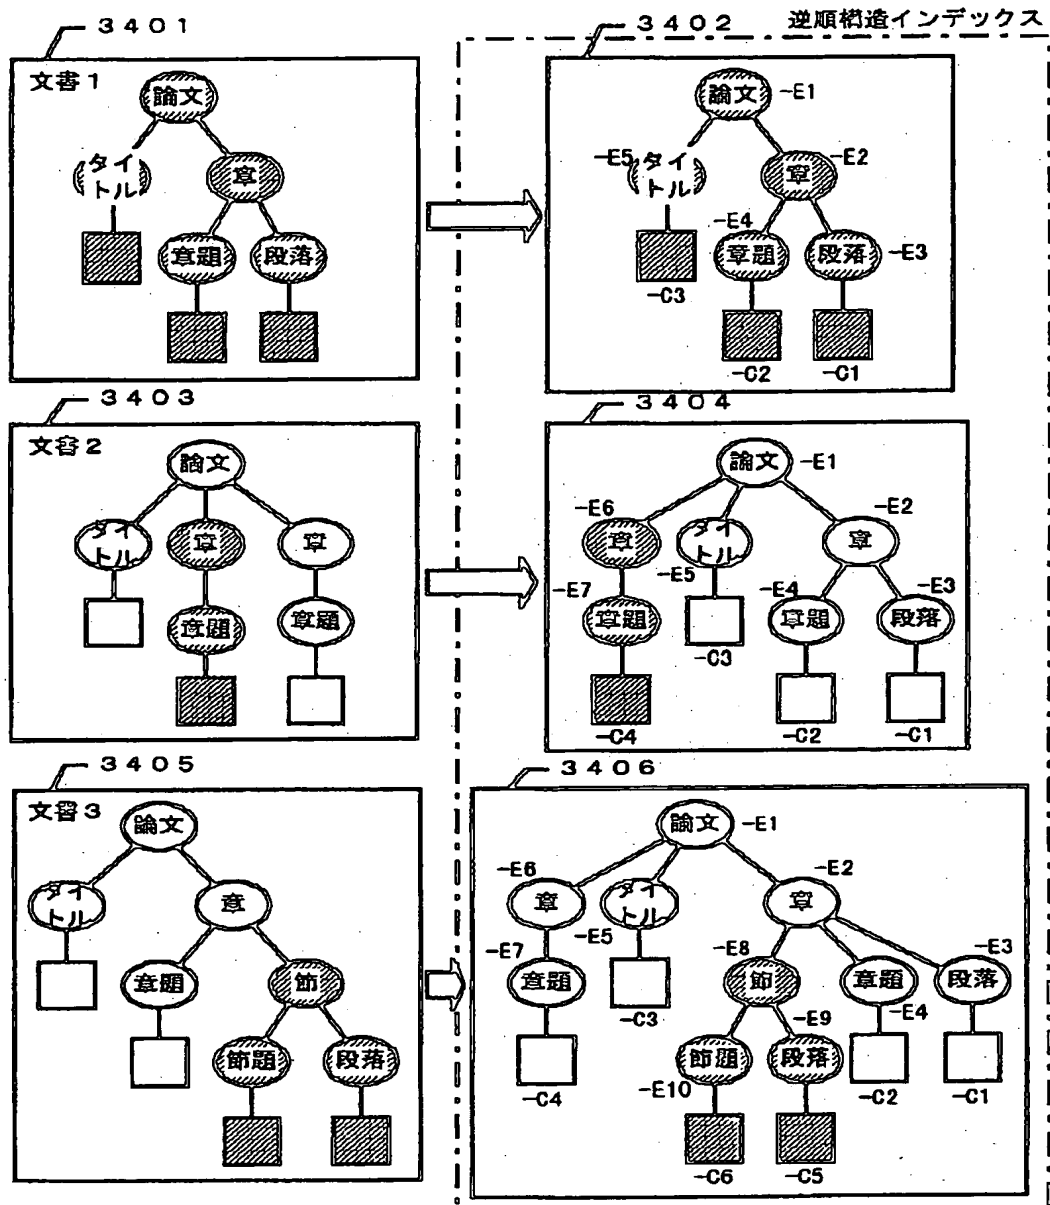 3401
3402
逆順構造インデックス
文書1
論文
タイトル
章
章題
段落
論文 -E1
-E5 タイトル
章 -E2
-E4
章題
段落 -E3
-C3
-C2
-C1
3403
3404
文書2
論文
タイトル
章
章
章題
章題
論文 -E1
-E6
章
タイトル
-E2
章
-E7
章題
-E5
-E4
章題
-E3
段落
-C3
-C4
-C2
-C1
3405
3406
文書3
論文
タイトル
章
章題
節
節題
段落
論文 -E1
-E6
章
タイトル
-E2
章
-E7
章題
-E5
-E8
節
章題
-E4
-E3
段落
-C3
-E9
節題
段落
-E10
-C4
-C2
-C1
-C6
-C5